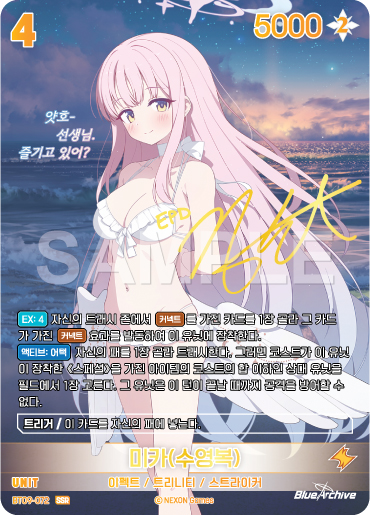 4
5000 2
얏호-
선생님.
즐기고 있어?
SAMPLE
EX: 4 자신의 트래시 존에서 커넥트 를 가진 카드를 1장 골라 그 카드
가 가진 커넥트 효과를 발동하여 이 유닛에 장착한다.
액티브: 어택 자신의 패를 1장 골라 트래시한다. 그러면 코스트가 이 유닛
이 장착한 <스페셜>을 가진 아이템의 코스트의 합 이하인 상대 유닛을
필드에서 1장 고른다. 그 유닛은 이 턴이 끝날 때까지 공격을 방어할 수
없다.
트리거 / 이 카드를 자신의 패에 넣는다.
미카(수영복)
UNIT
이펙트 / 트리니티 / 스트라이커
BT09-072 SSR
© NEXON Games
BlueArchive